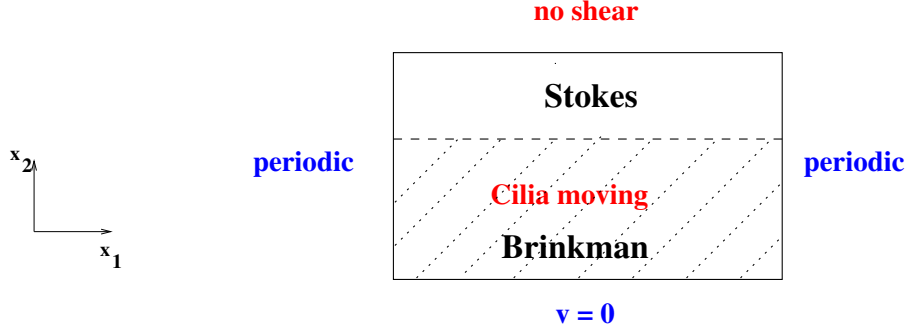 no shear
Stokes
x2
periodic
periodic
Cilia moving
x1
Brinkman
v = 0